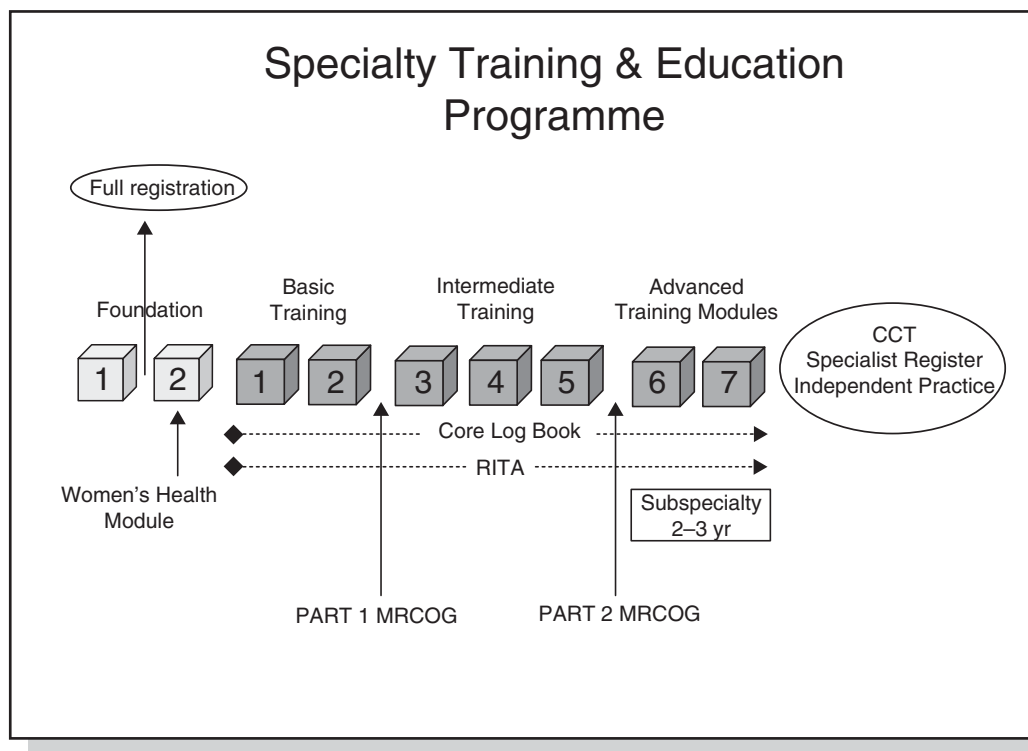 Specialty Training & Education
Programme
Full registration
Foundation
Basic
Training
Intermediate
Training
Advanced
Training Modules
1
2
1
2
3
4
5
6
7
CCT
Specialist Register
Independent Practice
Core Log Book
RITA
Women's Health
Module
Subspecialty
2–3 yr
PART 1 MRCOG
PART 2 MRCOG